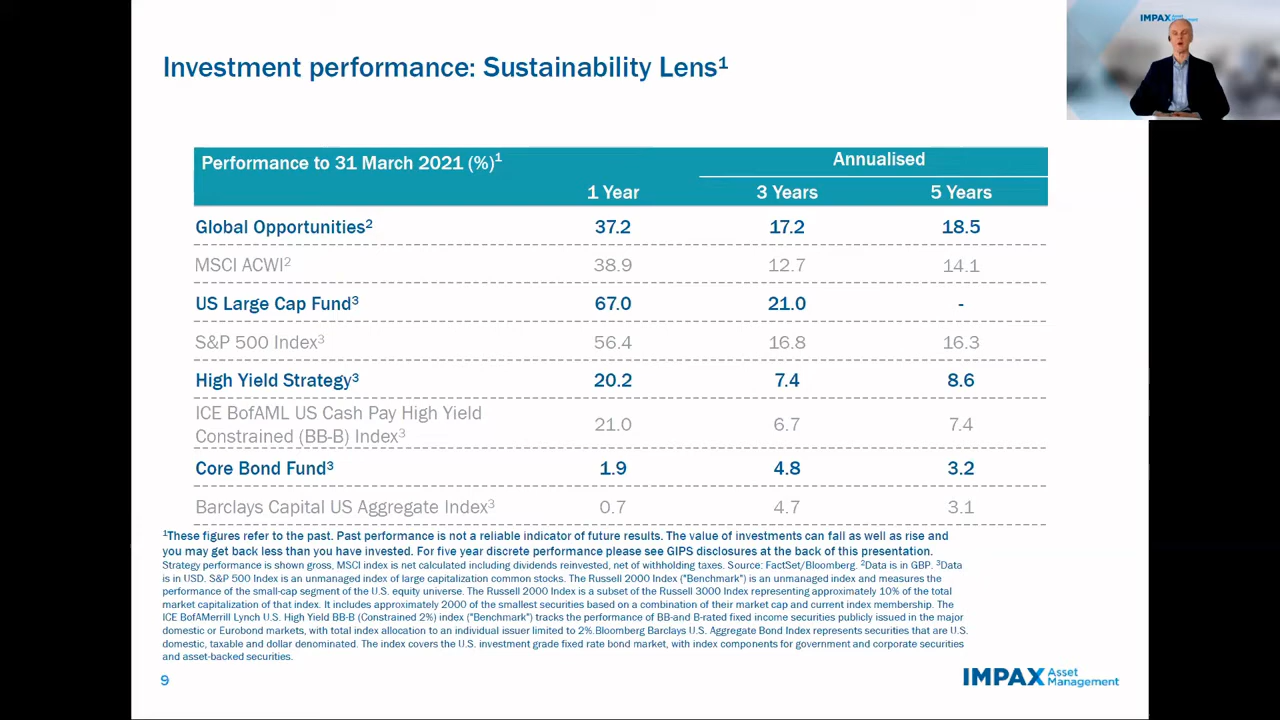 IMPAX Asset Management
Investment performance: Sustainability Lens¹
Performance to 31 March 2021 (%)¹
Annualised
1 Year 3 Years 5 Years
Global Opportunities² 37.2 17.2 18.5
MSCI ACWI² 38.9 12.7 14.1
US Large Cap Fund³ 67.0 21.0 -
S&P 500 Index³ 56.4 16.8 16.3
High Yield Strategy³ 20.2 7.4 8.6
ICE BofAML US Cash Pay High Yield
Constrained (BB-B) Index³ 21.0 6.7 7.4
Core Bond Fund³ 1.9 4.8 3.2
Barclays Capital US Aggregate Index³ 0.7 4.7 3.1
¹These figures refer to the past. Past performance is not a reliable indicator of future results. The value of investments can fall as well as rise and
you may get back less than you have invested. For five year discrete performance please see GIPS disclosures at the back of this presentation.
Strategy performance is shown gross, MSCI index is net calculated including dividends reinvested, net of withholding taxes. Source: FactSet/Bloomberg. ²Data is in GBP. ³Data
is in USD. S&P 500 Index is an unmanaged index of large capitalization common stocks. The Russell 2000 Index ("Benchmark") is an unmanaged index and measures the
performance of the small-cap segment of the U.S. equity universe. The Russell 2000 Index is a subset of the Russell 3000 Index representing approximately 10% of the total
market capitalization of that index. It includes approximately 2000 of the smallest securities based on a combination of their market cap and current index membership. The
ICE BofAMerrill Lynch U.S. High Yield BB-B (Constrained 2%) index ("Benchmark") tracks the performance of BB-and B-rated fixed income securities publicly issued in the major
domestic or Eurobond markets, with total index allocation to an individual issuer limited to 2%.Bloomberg Barclays U.S. Aggregate Bond Index represents securities that are U.S.
domestic, taxable and dollar denominated. The index covers the U.S. investment grade fixed rate bond market, with index components for government and corporate securities
and asset-backed securities.
9
IMPAX Asset
Management